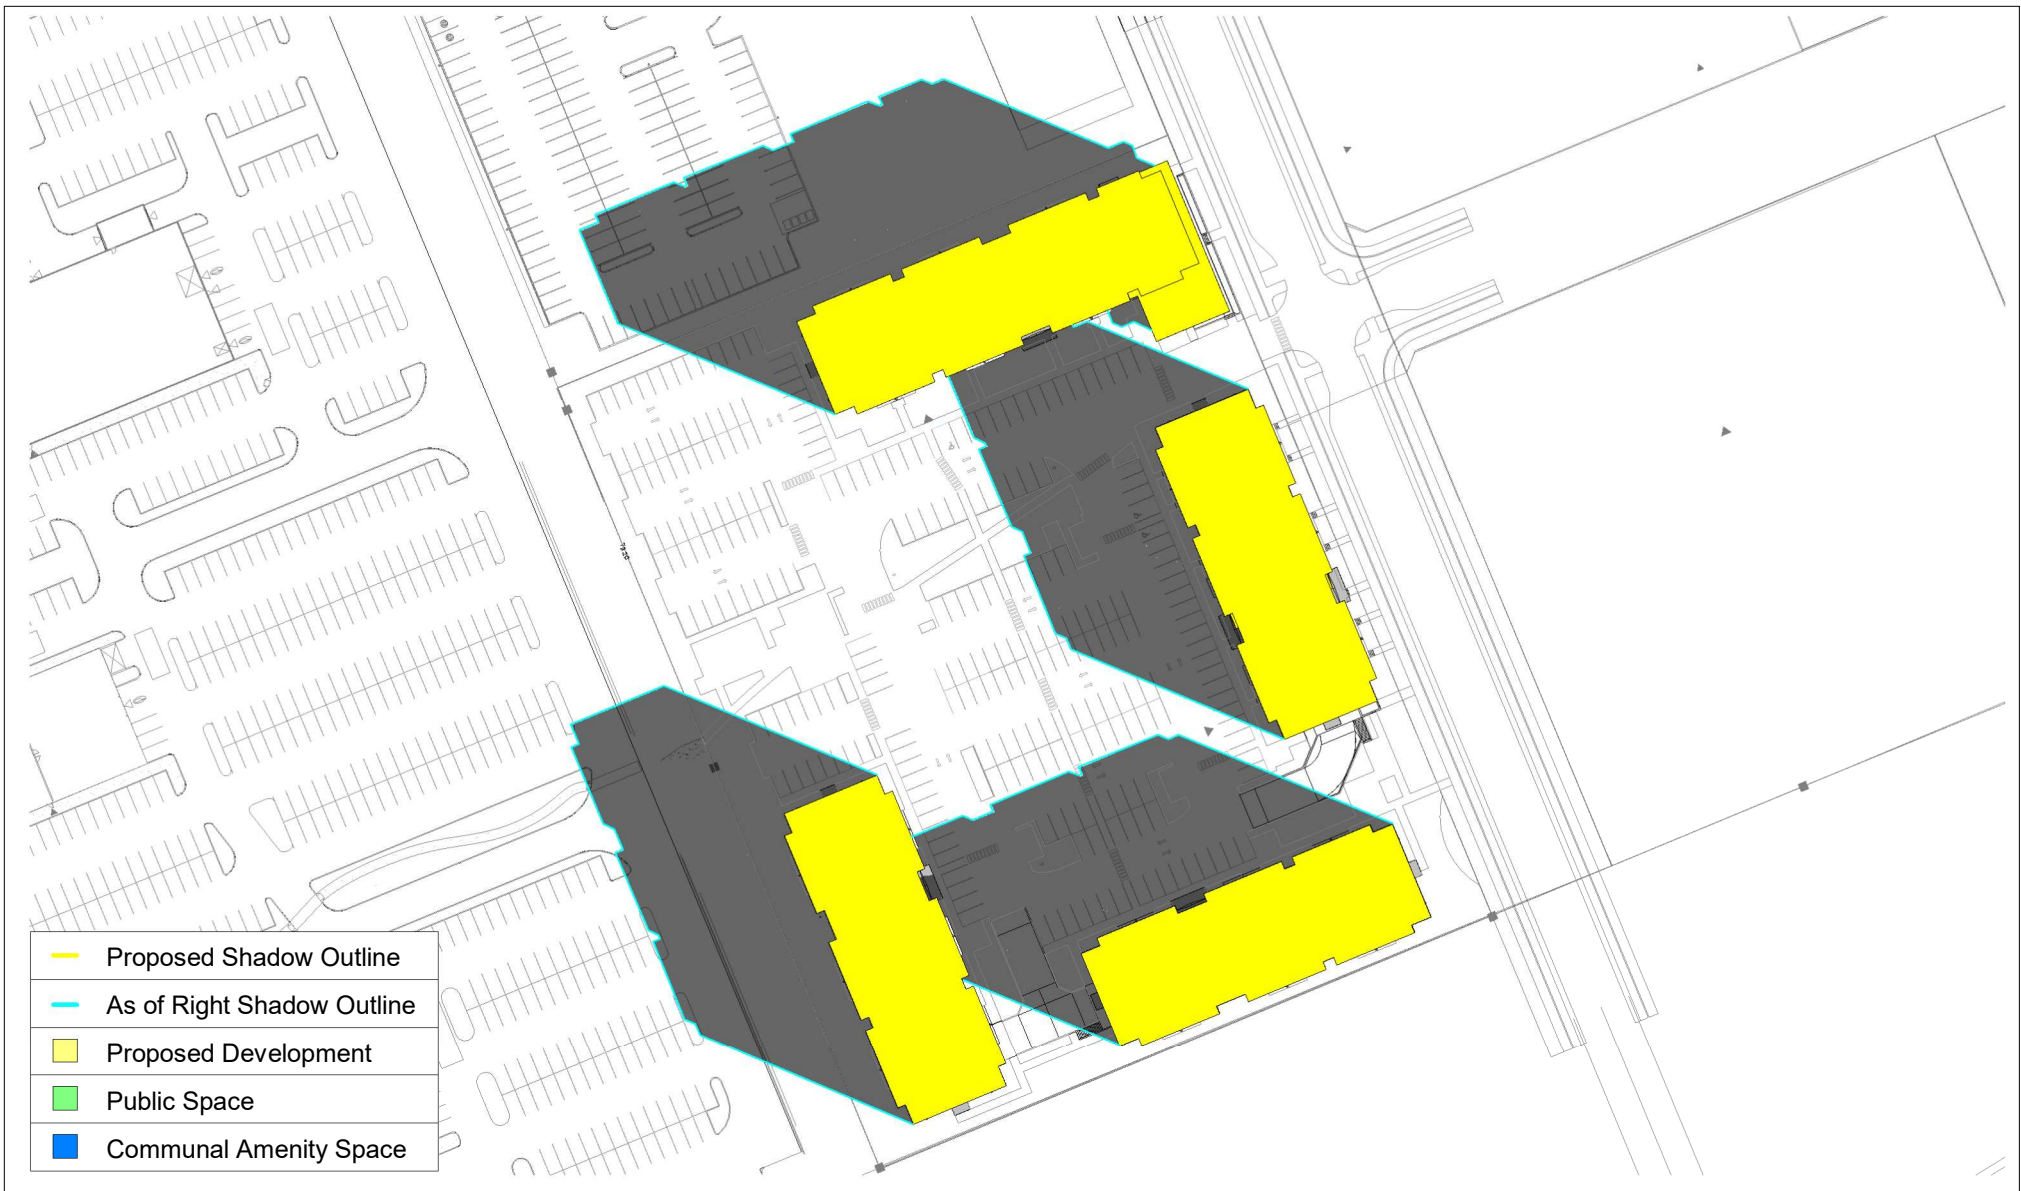 Proposed Shadow Outline
As of Right Shadow Outline
Proposed Development
Public Space
Communal Amenity Space